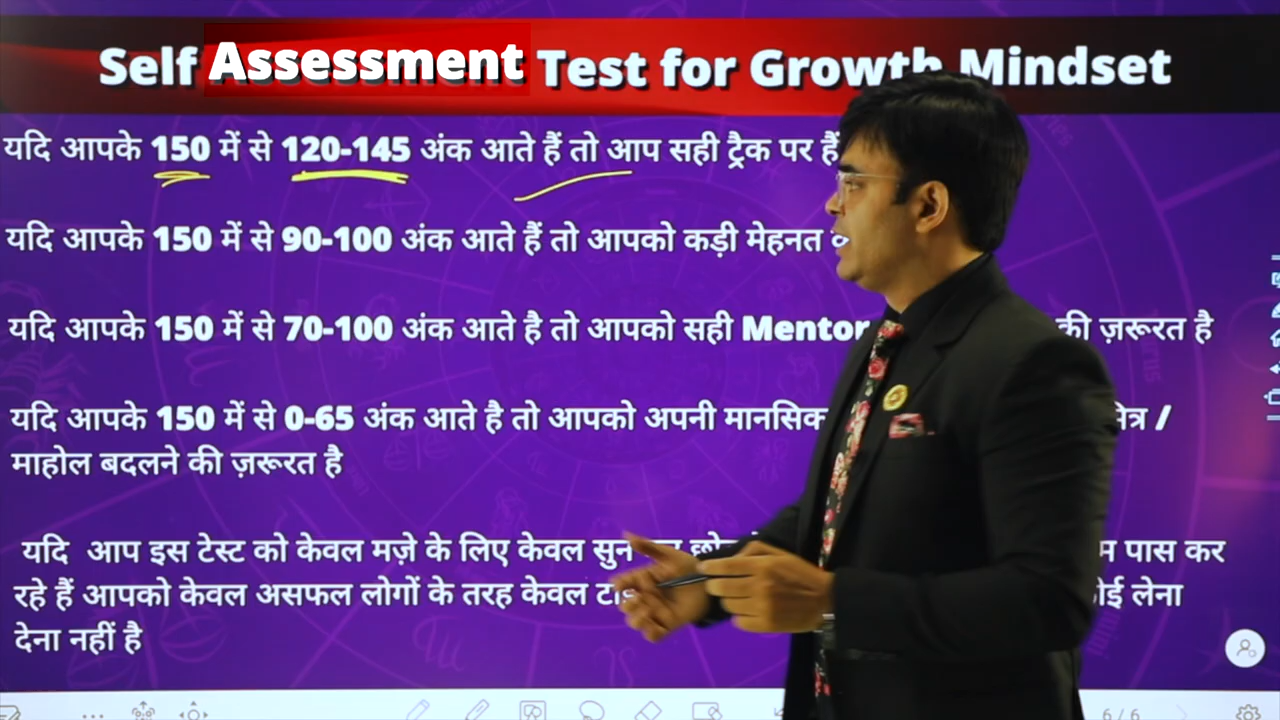 Self Assessment Test for Growth Mindset
यदि आपके 150 में से 120-145 अंक आते हैं तो आप सही ट्रैक पर हैं
यदि आपके 150 में से 90-100 अंक आते हैं तो आपको कड़ी मेहनत
यदि आपके 150 में से 70-100 अंक आते है तो आपको सही Mentor की ज़रूरत है
यदि आपके 150 में से 0-65 अंक आते है तो आपको अपनी /
माहोल बदलने की ज़रूरत है
यदि आप इस टेस्ट को केवल मज़े के लिए केवल पास कर
रहे हैं आपको केवल असफल लोगों के तरह केवल लेना
देना नहीं है
6/6